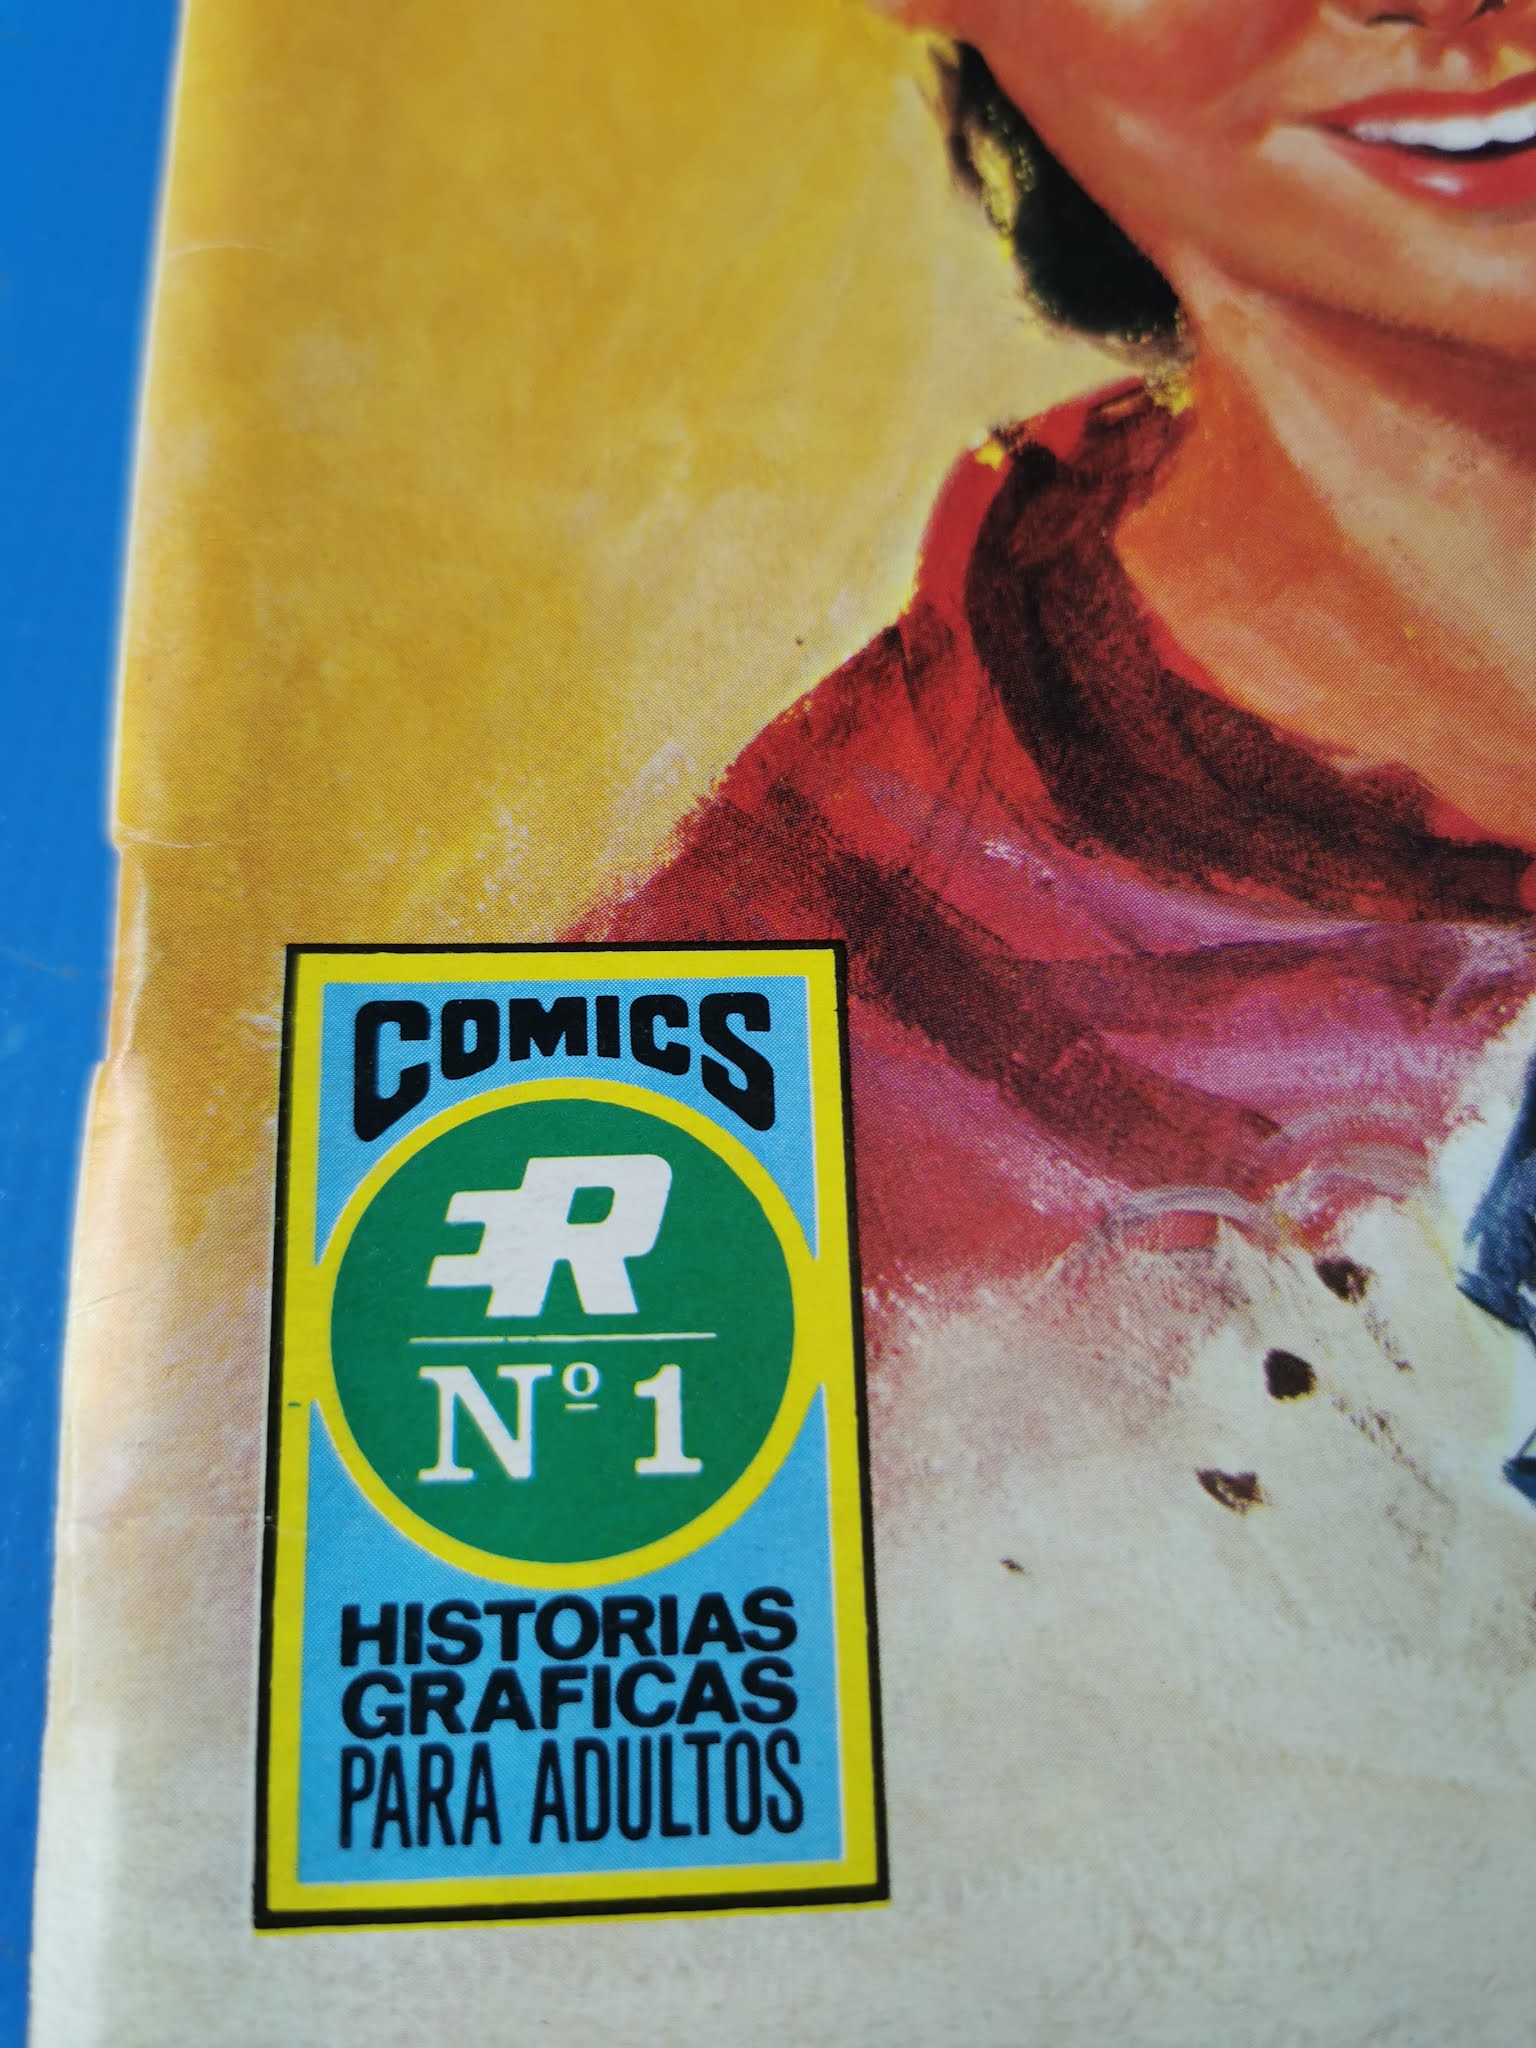 COMICS
ER
Nº 1
HISTORIAS
GRAFICAS
PARA ADULTOS